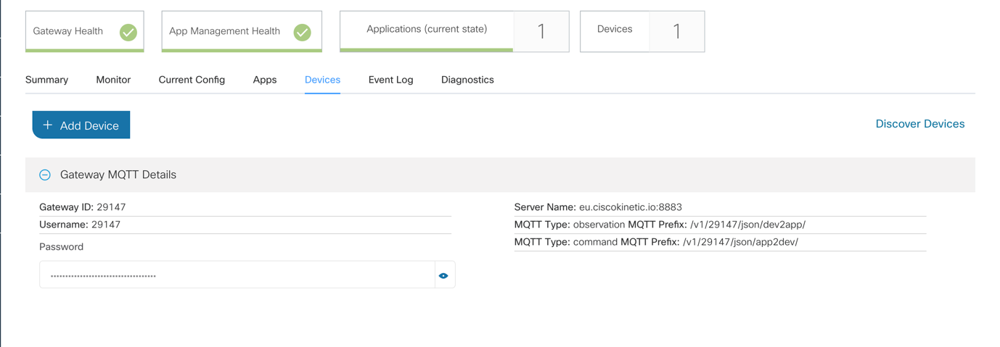 Gateway Health
App Management Health
Applications (current state) 1
Devices 1
Summary Monitor Current Config Apps Devices Event Log Diagnostics
+ Add Device
Discover Devices
Gateway MQTT Details
Gateway ID: 29147
Username: 29147
Password
••••••••••••••••••••••••••••••••••••
Server Name: eu.ciscokinetic.io:8883
MQTT Type: observation MQTT Prefix: /v1/29147/json/dev2app/
MQTT Type: command MQTT Prefix: /v1/29147/json/app2dev/